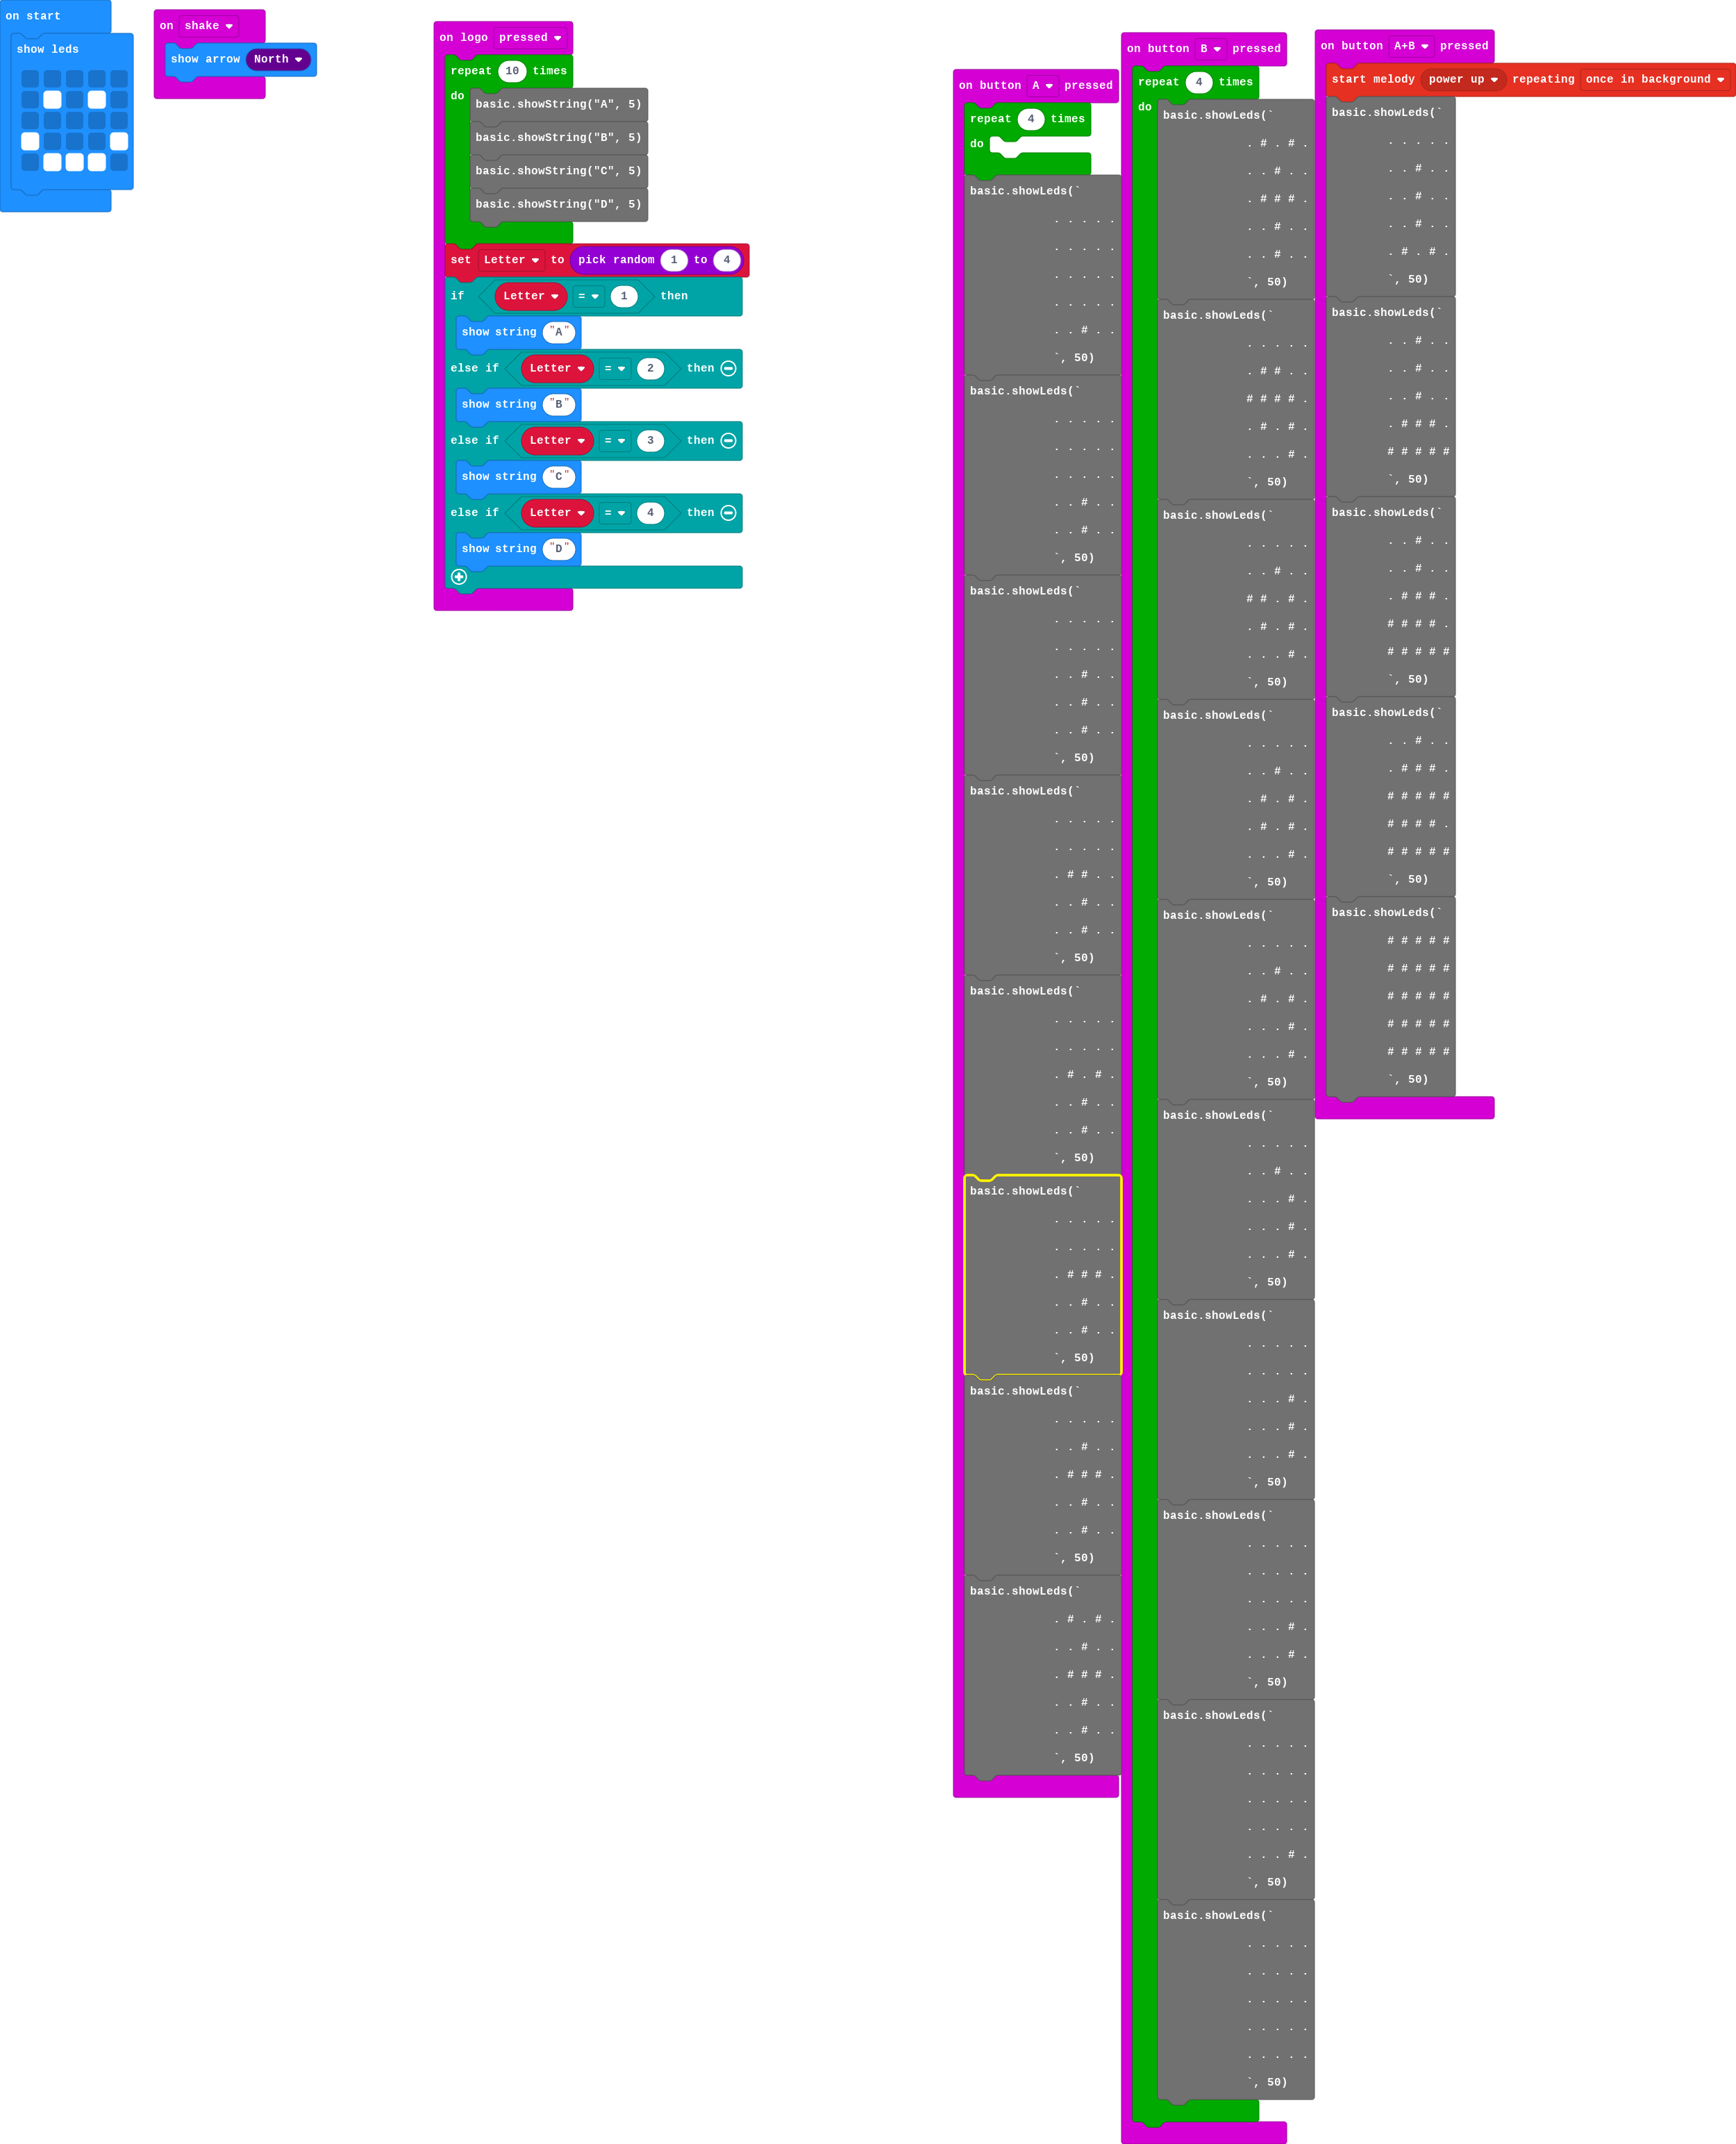 on start
show leds
on shake
show arrow North
on logo pressed
repeat 10 times
do
basic.showString("A", 5)
basic.showString("B", 5)
basic.showString("C", 5)
basic.showString("D", 5)
set Letter to pick random 1 to 4
if Letter = 1 then
show string "A"
else if Letter = 2 then
show string "B"
else if Letter = 3 then
show string "C"
else if Letter = 4 then
show string "D"
on button A pressed
repeat 4 times
do
basic.showLeds(`
. . . . .
. . . . .
. . . . .
. . . . .
. . # . .
`, 50)
basic.showLeds(`
. . . . .
. . . . .
. . . . .
. . # . .
. . # . .
`, 50)
basic.showLeds(`
. . . . .
. . . . .
. . # . .
. . # . .
. . # . .
`, 50)
basic.showLeds(`
. . . . .
. . . . .
. # # . .
. . # . .
. . # . .
`, 50)
basic.showLeds(`
. . . . .
. . . . .
. # . # .
. . # . .
. . # . .
`, 50)
basic.showLeds(`
. . . . .
. . . . .
. # # # .
. . # . .
. . # . .
`, 50)
basic.showLeds(`
. . . . .
. . # . .
. # # # .
. . # . .
. . # . .
`, 50)
basic.showLeds(`
. # . # .
. . # . .
. # # # .
. . # . .
. . # . .
`, 50)
on button B pressed
repeat 4 times
do
basic.showLeds(`
. # . # .
. . # . .
. # # # .
. . # . .
. . # . .
`, 50)
basic.showLeds(`
. . . . .
. # # . .
# # # # .
. # . # .
. . . # .
`, 50)
basic.showLeds(`
. . . . .
. . # . .
# # . # .
. # . # .
. . . # .
`, 50)
basic.showLeds(`
. . . . .
. . # . .
. # . # .
. # . # .
. . . # .
`, 50)
basic.showLeds(`
. . . . .
. . # . .
. # . # .
. . . # .
. . . # .
`, 50)
basic.showLeds(`
. . . . .
. . # . .
. . . # .
. . . # .
. . . # .
`, 50)
basic.showLeds(`
. . . . .
. . . . .
. . . # .
. . . # .
. . . # .
`, 50)
basic.showLeds(`
. . . . .
. . . . .
. . . . .
. . . # .
. . . # .
`, 50)
basic.showLeds(`
. . . . .
. . . . .
. . . . .
. . . . .
. . . # .
`, 50)
basic.showLeds(`
. . . . .
. . . . .
. . . . .
. . . . .
. . . . .
`, 50)
on button A+B pressed
start melody power up repeating once in background
basic.showLeds(`
. . . . .
. . # . .
. . # . .
. . # . .
. # . # .
`, 50)
basic.showLeds(`
. . # . .
. . # . .
. . # . .
. # # # .
# # # # #
`, 50)
basic.showLeds(`
. . # . .
. . # . .
. # # # .
# # # # .
# # # # #
`, 50)
basic.showLeds(`
. . # . .
. # # # .
# # # # #
# # # # .
# # # # #
`, 50)
basic.showLeds(`
# # # # #
# # # # #
# # # # #
# # # # #
# # # # #
`, 50)